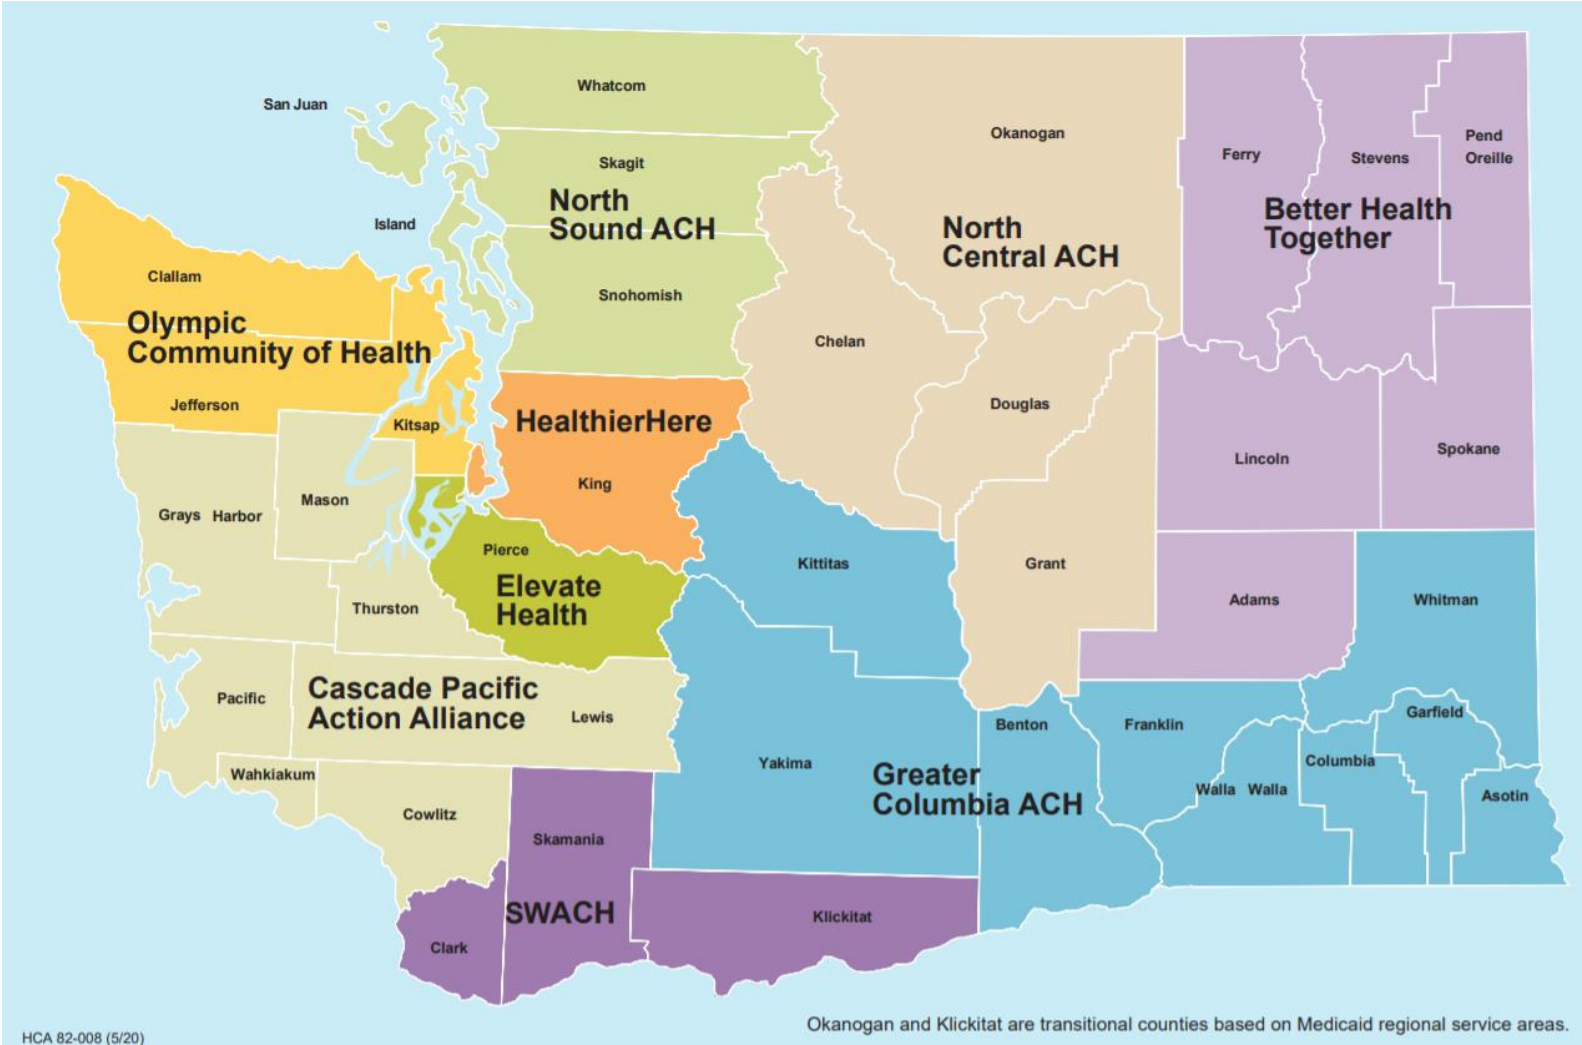 Whatcom
San Juan
Okanogan
Pend
Oreille
Ferry
Stevens
Skagit
North
Sound ACH
Island
Better Health
Together
North
Central ACH
Clallam
Snohomish
Olympic
Community of Health
Chelan
Jefferson
Kitsap
HealthierHere
Douglas
King
Lincoln
Spokane
Mason
Grays Harbor
Pierce
Elevate
Health
Kittitas
Grant
Adams
Whitman
Thurston
Pacific
Cascade Pacific
Action Alliance
Lewis
Benton
Franklin
Garfield
Yakima
Greater
Columbia ACH
Columbia
Walla Walla
Asotin
Wahkiakum
Cowlitz
Skamania
SWACH
Klickitat
Clark
Okanogan and Klickitat are transitional counties based on Medicaid regional service areas.
HCA 82-008 (5/20)